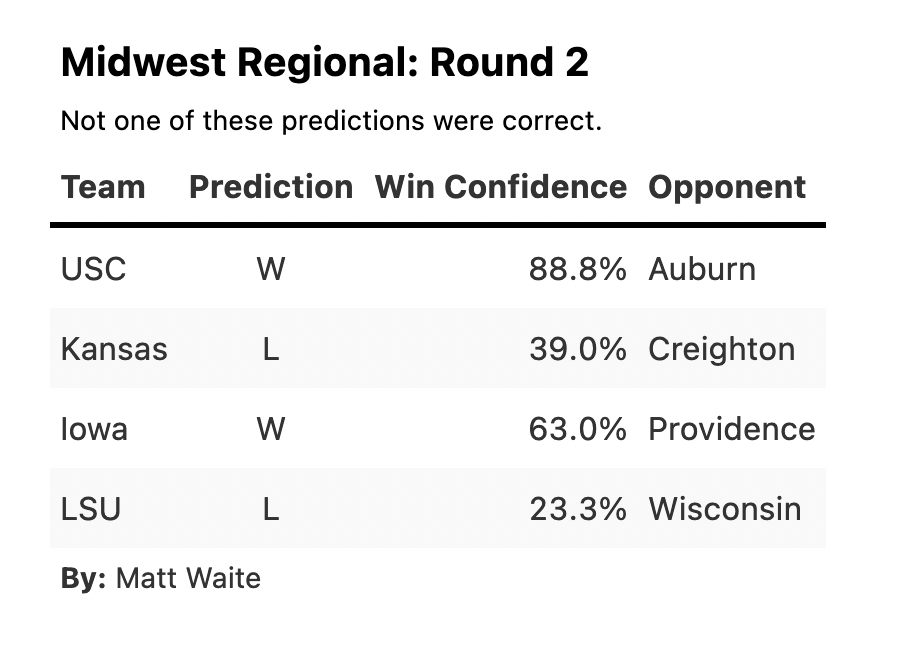 Midwest Regional: Round 2
Not one of these predictions were correct.
Team Prediction Win Confidence Opponent
USC W 88.8% Auburn
Kansas L 39.0% Creighton
Iowa W 63.0% Providence
LSU L 23.3% Wisconsin
By: Matt Waite